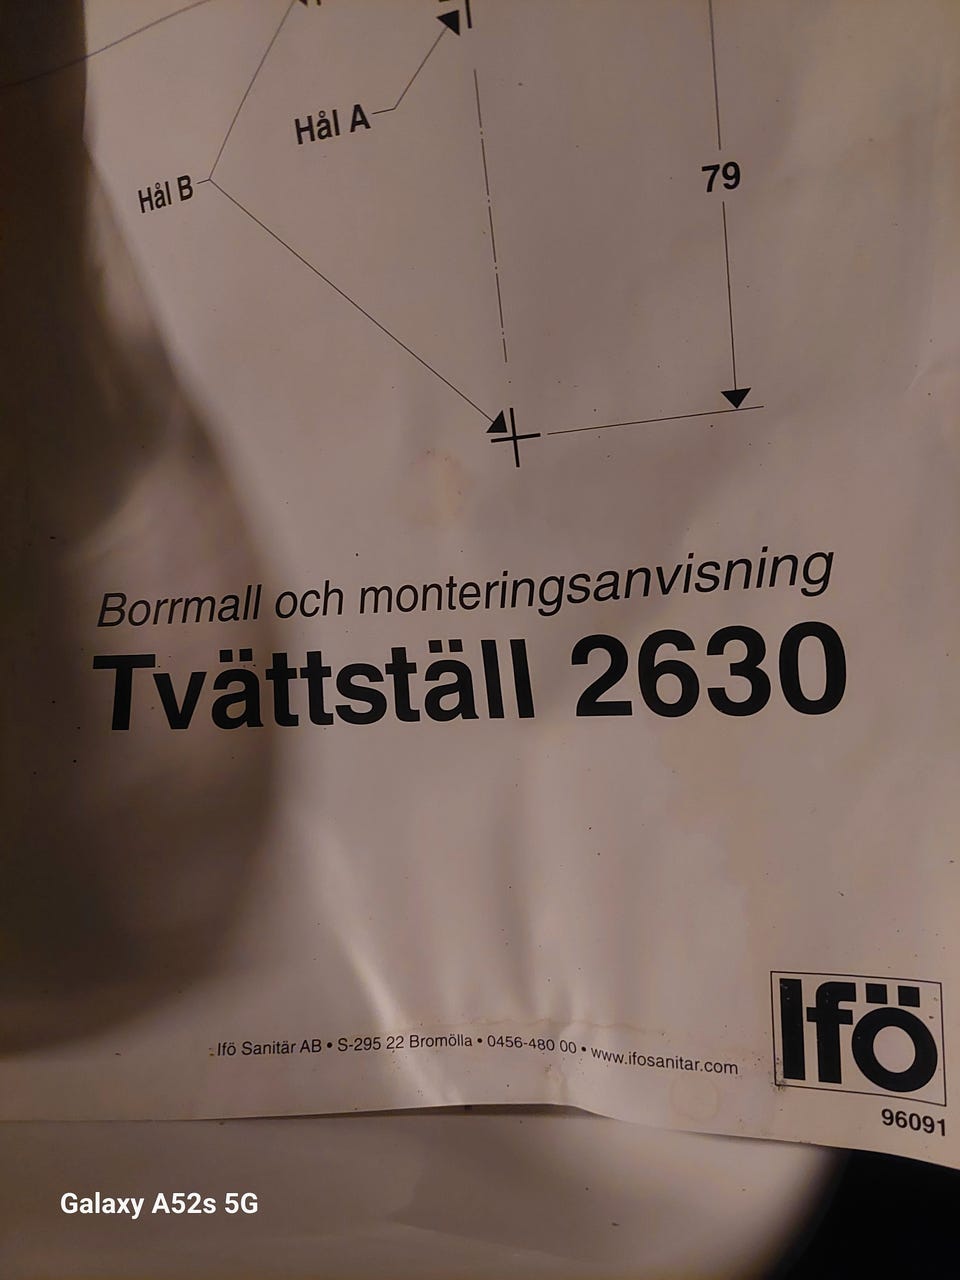 Hål A
79
Hål B
Borrmall och monteringsanvisning
Tvättställ 2630
Ifö Sanitär AB • S-295 22 Bromölla • 0456-480 00 • www.ifosanitar.com
Ifö
96091
Galaxy A52s 5G